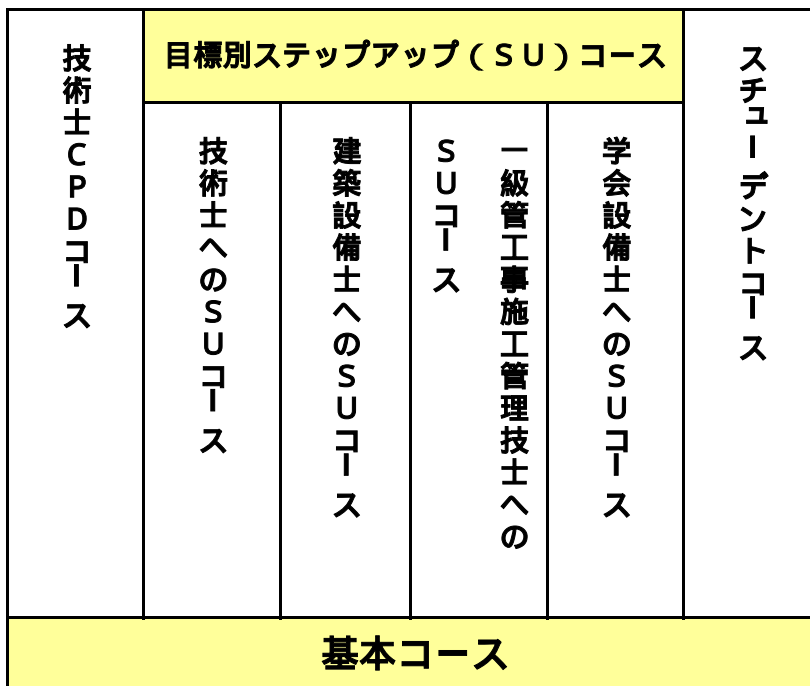 技術士CPDコース
目標別ステップアップ（SU）コース
技術士へのSUコース
建築設備士へのSUコース
一級管工事施工管理技士への
SUコース
学会設備士へのSUコース
スチューデントコース
基本コース